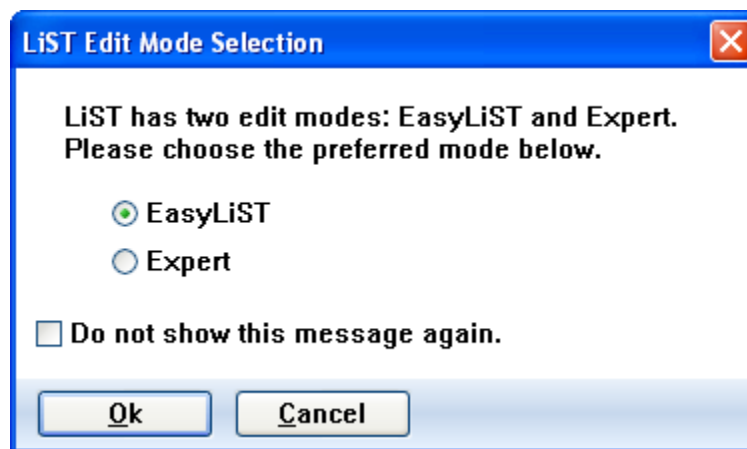 LiST Edit Mode Selection
LiST has two edit modes: EasyLiST and Expert.
Please choose the preferred mode below.
EasyLiST
Expert
Do not show this message again.
Ok Cancel